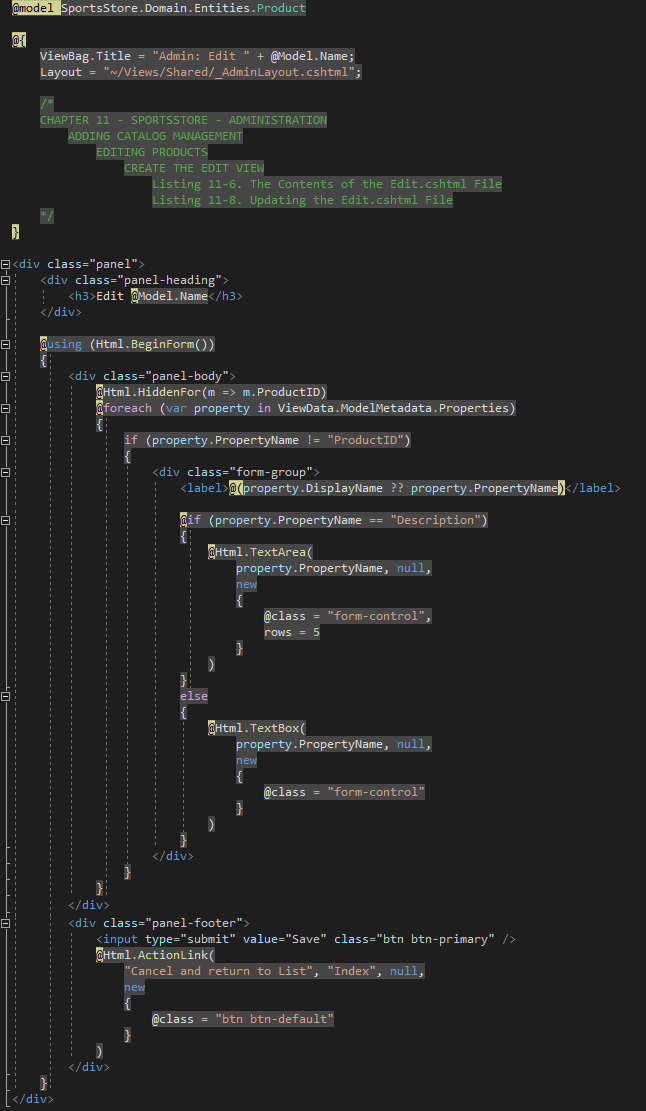 @model SportsStore.Domain.Entities.Product
@{
ViewBag.Title = "Admin: Edit " + @Model.Name;
Layout = "~/Views/Shared/_AdminLayout.cshtml";
/*
CHAPTER 11 - SPORTSSTORE - ADMINISTRATION
ADDING CATALOG MANAGEMENT
EDITING PRODUCTS
CREATE THE EDIT VIEW
Listing 11-6. The Contents of the Edit.cshtml File
Listing 11-8. Updating the Edit.cshtml File
*/
}
<div class="panel">
<div class="panel-heading">
<h3>Edit @Model.Name</h3>
</div>
@using (Html.BeginForm())
{
<div class="panel-body">
@Html.HiddenFor(m => m.ProductID)
@foreach (var property in ViewData.ModelMetadata.Properties)
{
if (property.PropertyName != "ProductID")
{
<div class="form-group">
<label>@(property.DisplayName ?? property.PropertyName)</label>
@if (property.PropertyName == "Description")
{
@Html.TextArea(
property.PropertyName, null,
new
{
@class = "form-control",
rows = 5
}
)
}
else
{
@Html.TextBox(
property.PropertyName, null,
new
{
@class = "form-control"
}
)
}
</div>
}
}
</div>
<div class="panel-footer">
<input type="submit" value="Save" class="btn btn-primary" />
@Html.ActionLink(
"Cancel and return to List", "Index", null,
new
{
@class = "btn btn-default"
}
)
</div>
}
</div>